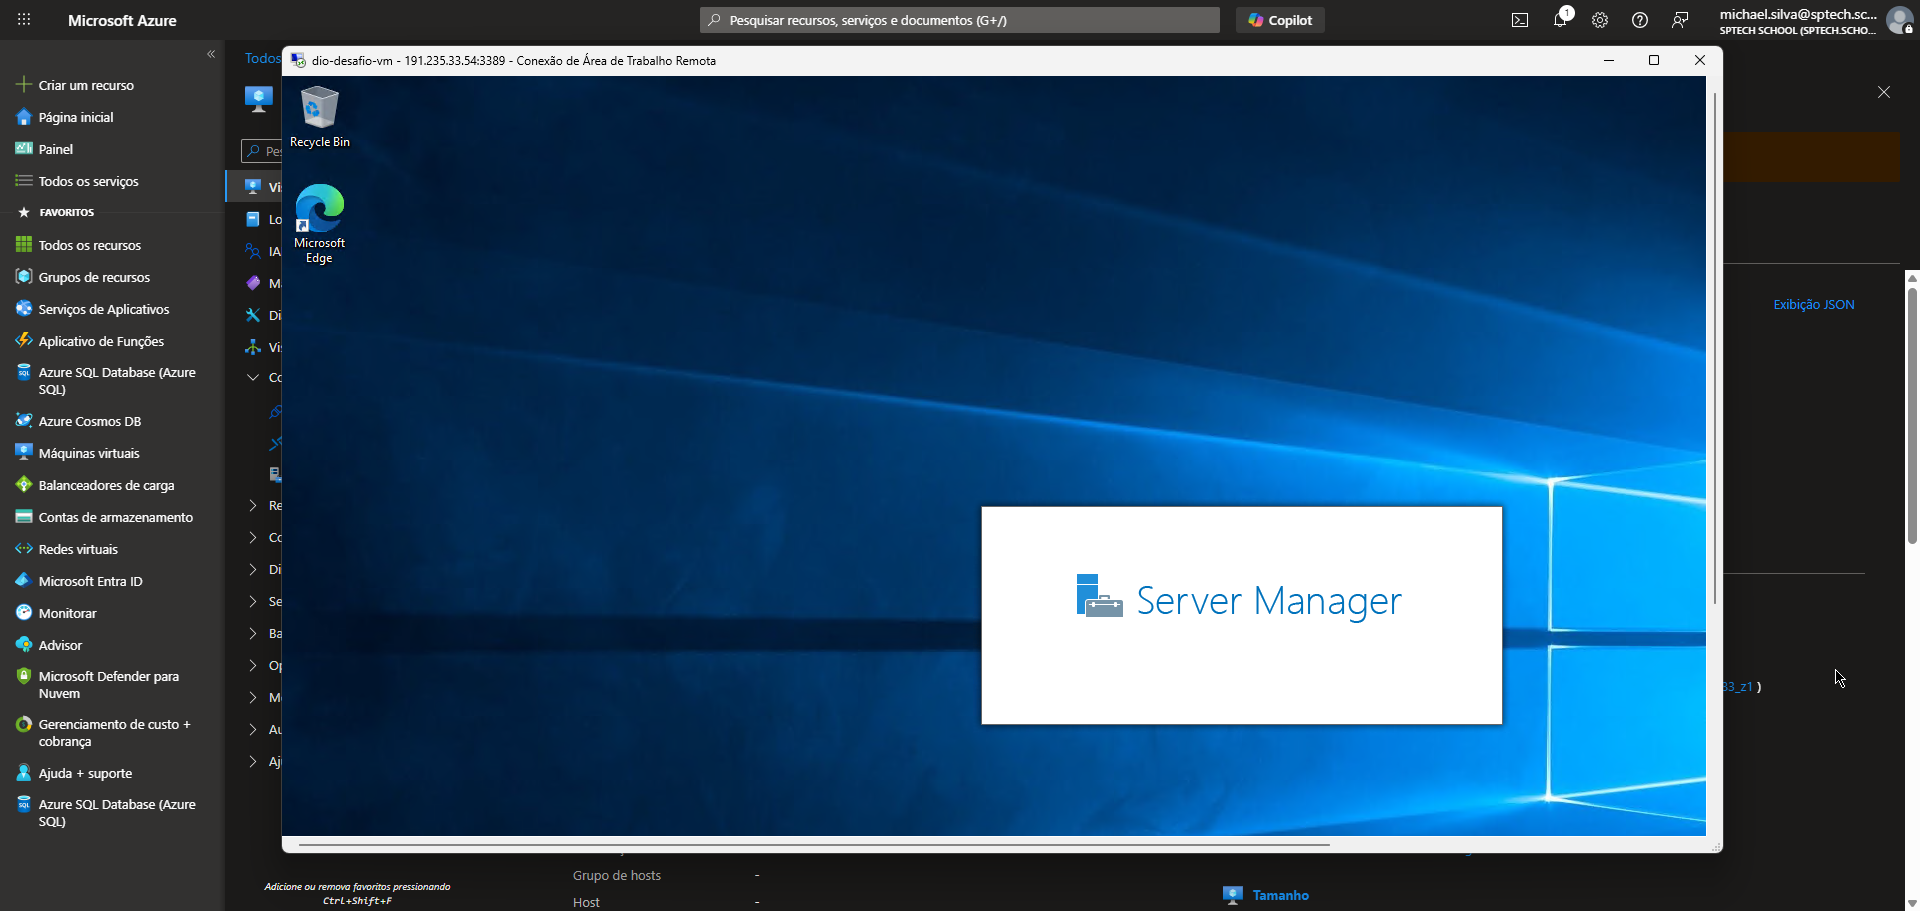 Microsoft Azure
Pesquisar recursos, serviços e documentos (G+/)
Copilot
1
michael.silva@sptech.sc...
SPTECH SCHOOL (SPTECH.SCHO...
Criar um recurso
Página inicial
Painel
Todos os serviços
FAVORITOS
Todos os recursos
Grupos de recursos
Serviços de Aplicativos
Aplicativo de Funções
Azure SQL Database (Azure
SQL)
Azure Cosmos DB
Máquinas virtuais
Balanceadores de carga
Contas de armazenamento
Redes virtuais
Microsoft Entra ID
Monitorar
Advisor
Microsoft Defender para
Nuvem
Gerenciamento de custo +
cobrança
Ajuda + suporte
Azure SQL Database (Azure
SQL)
Todos
Pes
Vis
Lo
IA
Ma
Di
Vis
Co
Re
Co
Di
Se
Ba
Op
Mo
Au
Aj
Adicione ou remova favoritos pressionando
Ctrl+Shift+F
dio-desafio-vm - 191.235.33.54:3389 - Conexão de Área de Trabalho Remota
Recycle Bin
Microsoft
Edge
Server Manager
Exibição JSON
33_z1 )
Grupo de hosts -
Host -
Tamanho